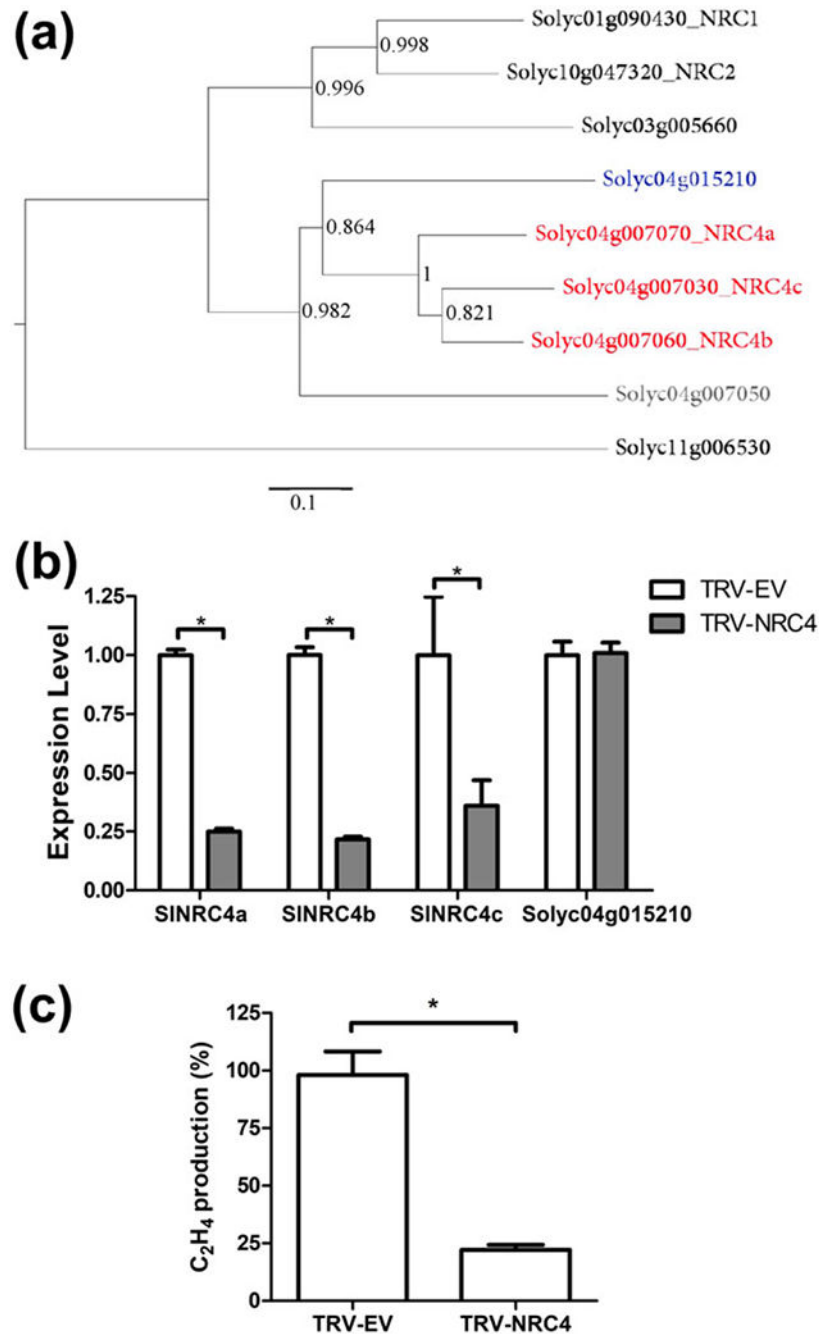 (a)
Solyc01g090430_NRC1
0.998
Solyc10g047320_NRC2
0.996
Solyc03g005660
Solyc04g015210
0.864
Solyc04g007070_NRC4a
1
Solyc04g007030_NRC4c
0.982
0.821
Solyc04g007060_NRC4b
Solyc04g007050
Solyc11g006530
0.1
(b)
Expression Level
1.25
1.00
0.75
0.50
0.25
0.00
*
*
*
TRV-EV
TRV-NRC4
SlNRC4a
SlNRC4b
SlNRC4c
Solyc04g015210
(c)
C₂H₄ production (%)
125
100
75
50
25
0
*
TRV-EV
TRV-NRC4